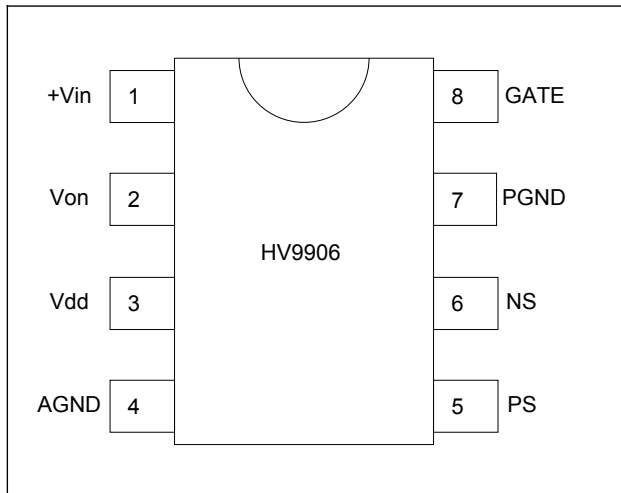 +Vin 1 8 GATE
Von 2 7 PGND
HV9906
Vdd 3 6 NS
AGND 4 5 PS